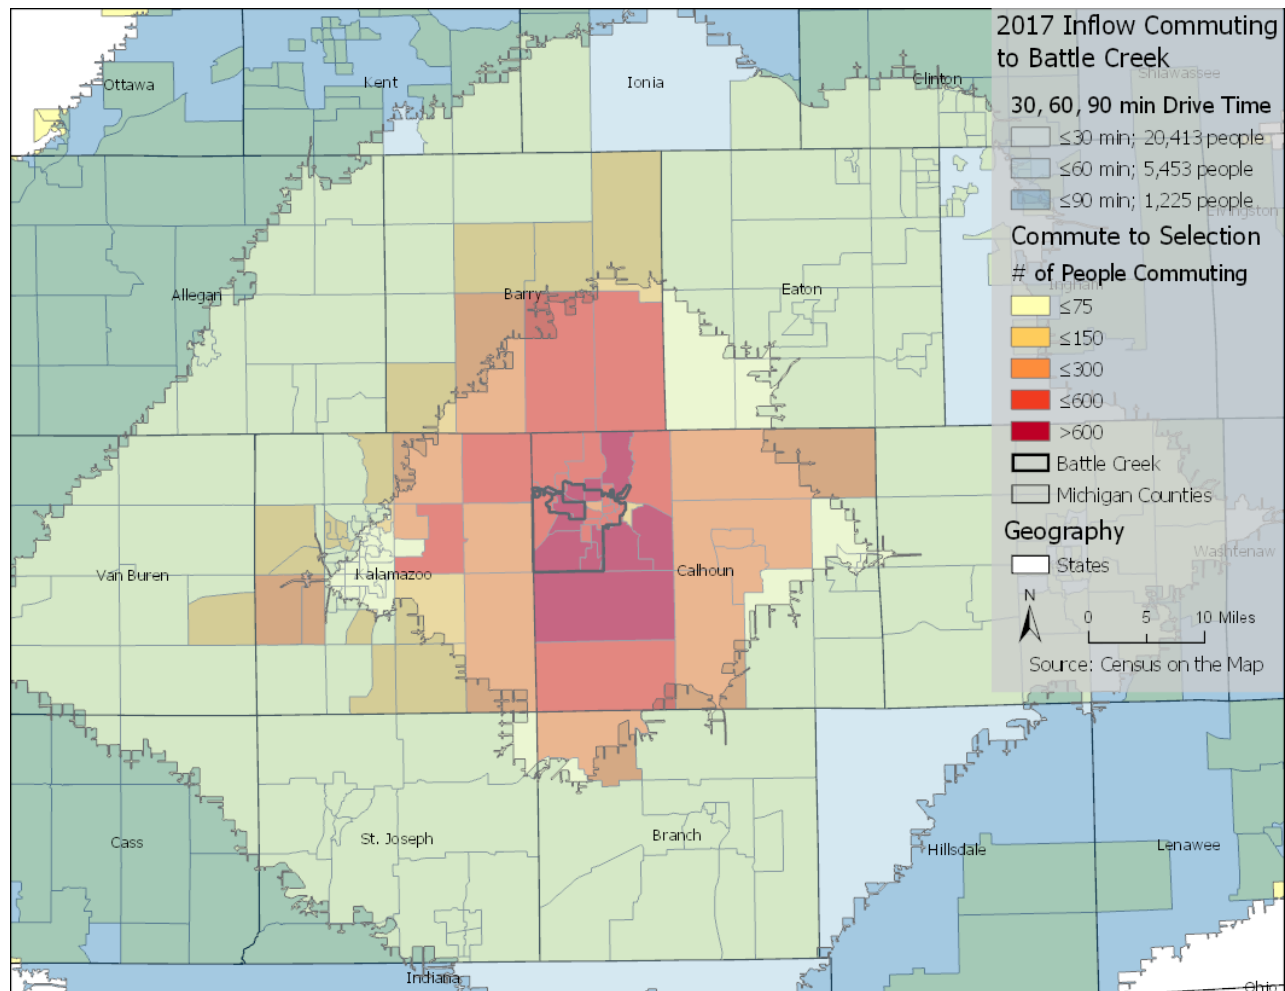 2017 Inflow Commuting
to Battle Creek
30, 60, 90 min Drive Time
≤30 min; 20,413 people
≤60 min; 5,453 people
≤90 min; 1,225 people
Commute to Selection
# of People Commuting
≤75
≤150
≤300
≤600
>600
Battle Creek
Michigan Counties
Geography
States
N
0 5 10 Miles
Source: Census on the Map
Ottawa
Kent
Ionia
Clinton
Shiawassee
Livingston
Allegan
Barry
Eaton
Ingham
Van Buren
Kalamazoo
Calhoun
Washtenaw
Cass
St. Joseph
Branch
Hillsdale
Lenawee
Indiana
Ohio